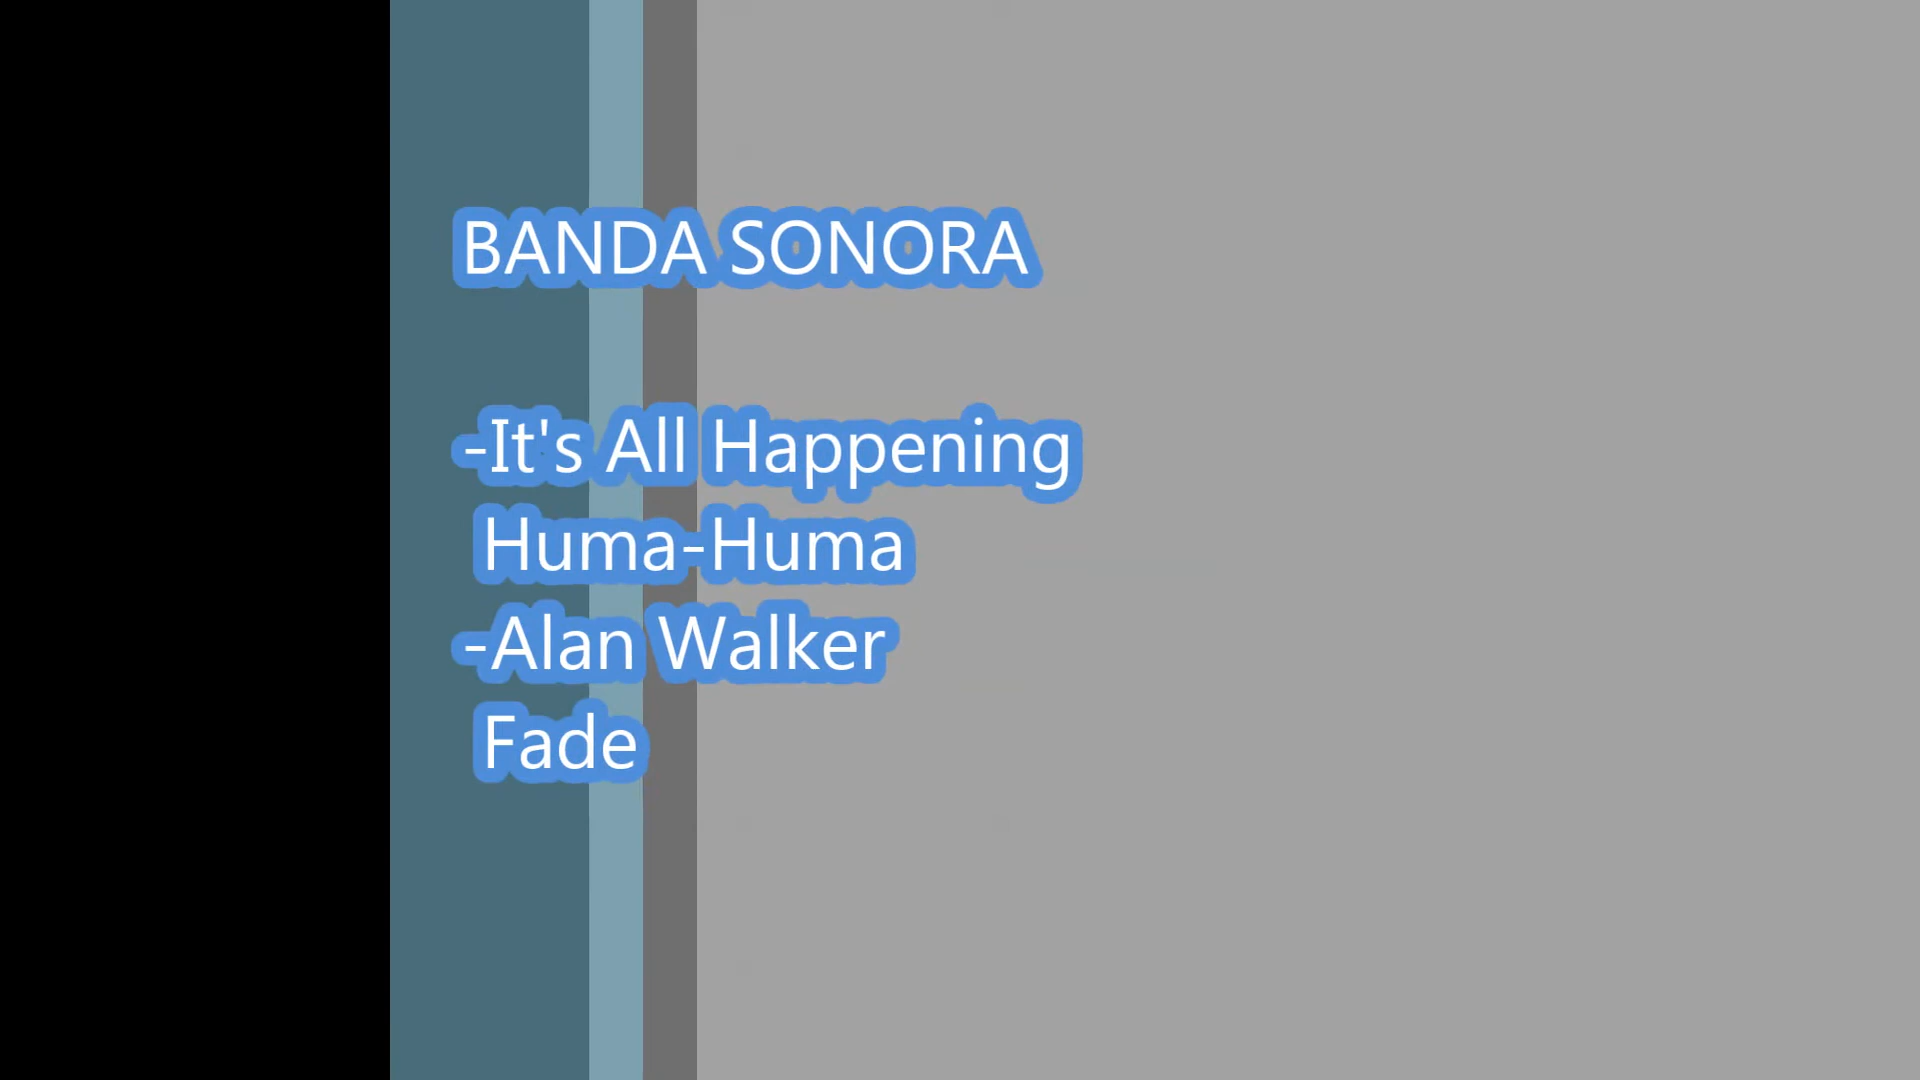 BANDA SONORA
-It's All Happening
Huma-Huma
-Alan Walker
Fade